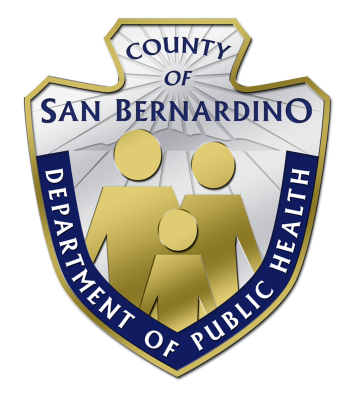 COUNTY
OF
SAN BERNARDINO
DEPARTMENT OF PUBLIC HEALTH